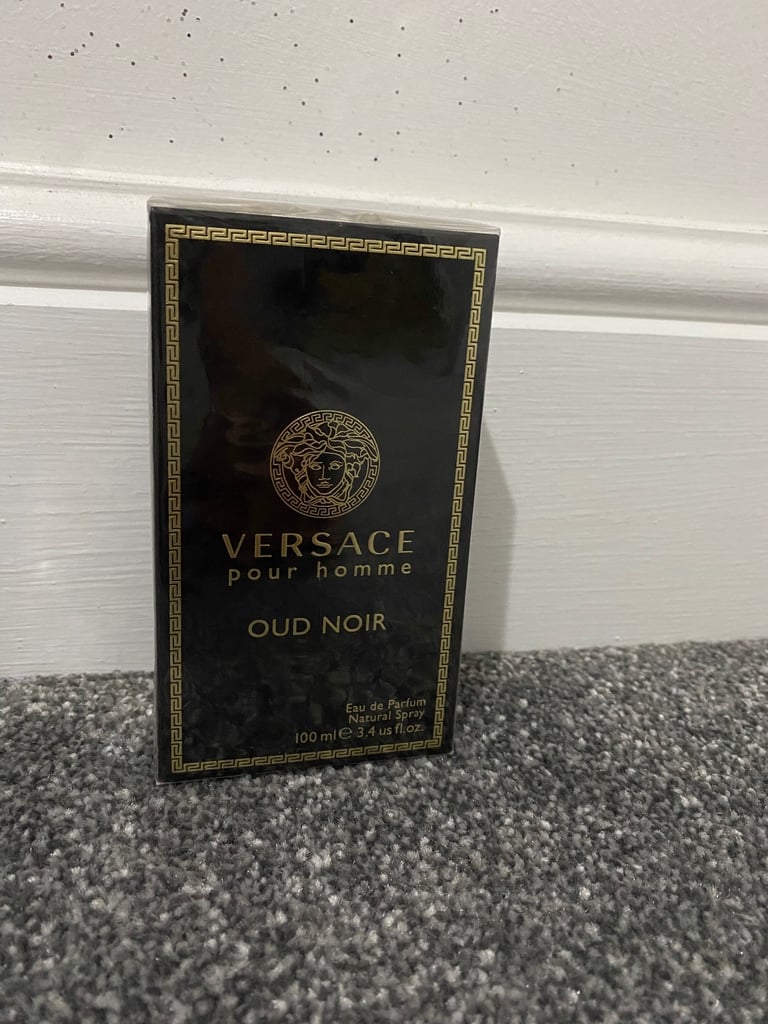 VERSACE
pour homme
OUD NOIR
Eau de Parfum
Natural Spray
100 ml ℮ 3.4 us fl.oz.